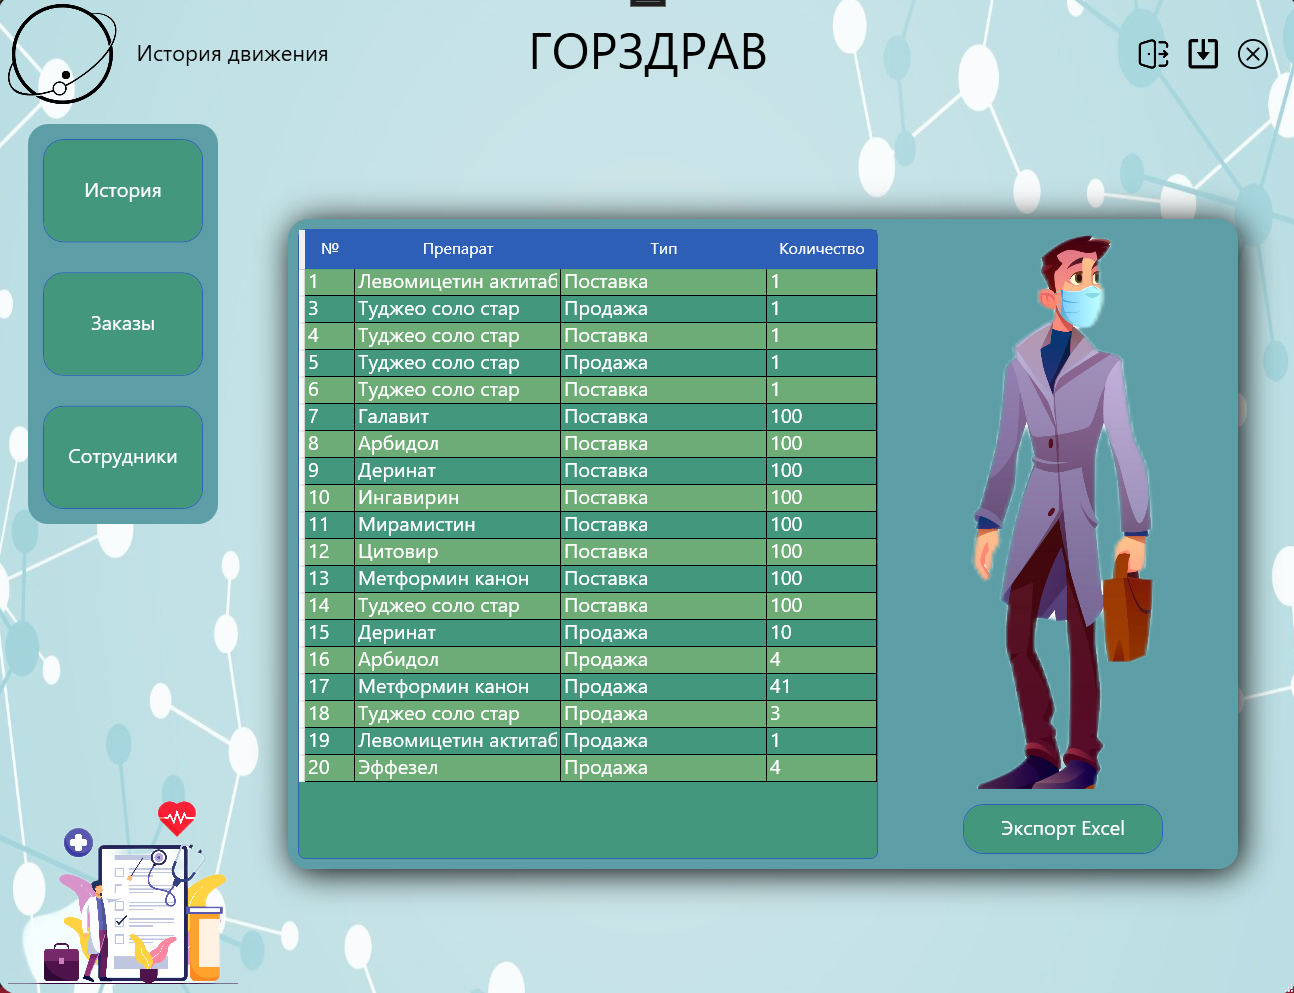 История движения
ГОРЗДРАВ
История
Заказы
Сотрудники
№ Препарат Тип Количество
1 Левомицетин актитаб Поставка 1
3 Туджео соло стар Продажа 1
4 Туджео соло стар Поставка 1
5 Туджео соло стар Продажа 1
6 Туджео соло стар Поставка 1
7 Галавит Поставка 100
8 Арбидол Поставка 100
9 Деринат Поставка 100
10 Ингавирин Поставка 100
11 Мирамистин Поставка 100
12 Цитовир Поставка 100
13 Метформин канон Поставка 100
14 Туджео соло стар Поставка 100
15 Деринат Продажа 10
16 Арбидол Продажа 4
17 Метформин канон Продажа 41
18 Туджео соло стар Продажа 3
19 Левомицетин актитаб Продажа 1
20 Эффезел Продажа 4
Экспорт Excel